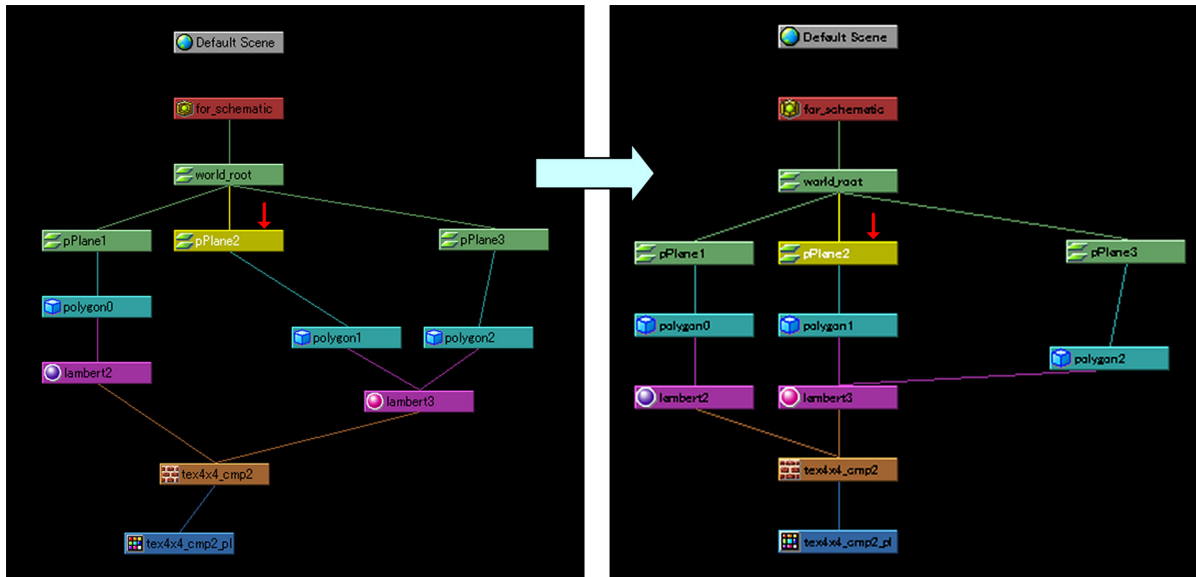 Default Scene
for_schematic
world_root
pPlane1
pPlane2
pPlane3
polygon0
polygon1
polygon2
lambert2
lambert3
tex4x4_cmp2
tex4x4_cmp2_pl
Default Scene
for_schematic
world_root
pPlane1
pPlane2
pPlane3
polygon0
polygon1
polygon2
lambert2
lambert3
tex4x4_cmp2
tex4x4_cmp2_pl